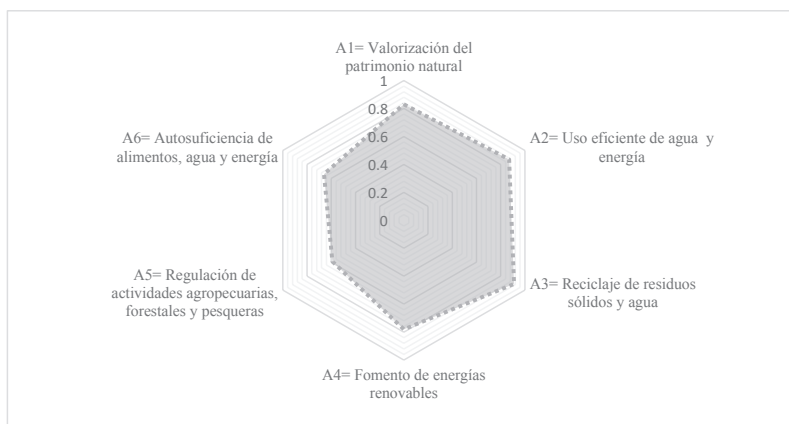 A1= Valorización del
patrimonio natural
1
0.8
0.6
0.4
0.2
0
A2= Uso eficiente de agua y
energía
A3= Reciclaje de residuos
sólidos y agua
A4= Fomento de energías
renovables
A5= Regulación de
actividades agropecuarias,
forestales y pesqueras
A6= Autosuficiencia de
alimentos, agua y energía